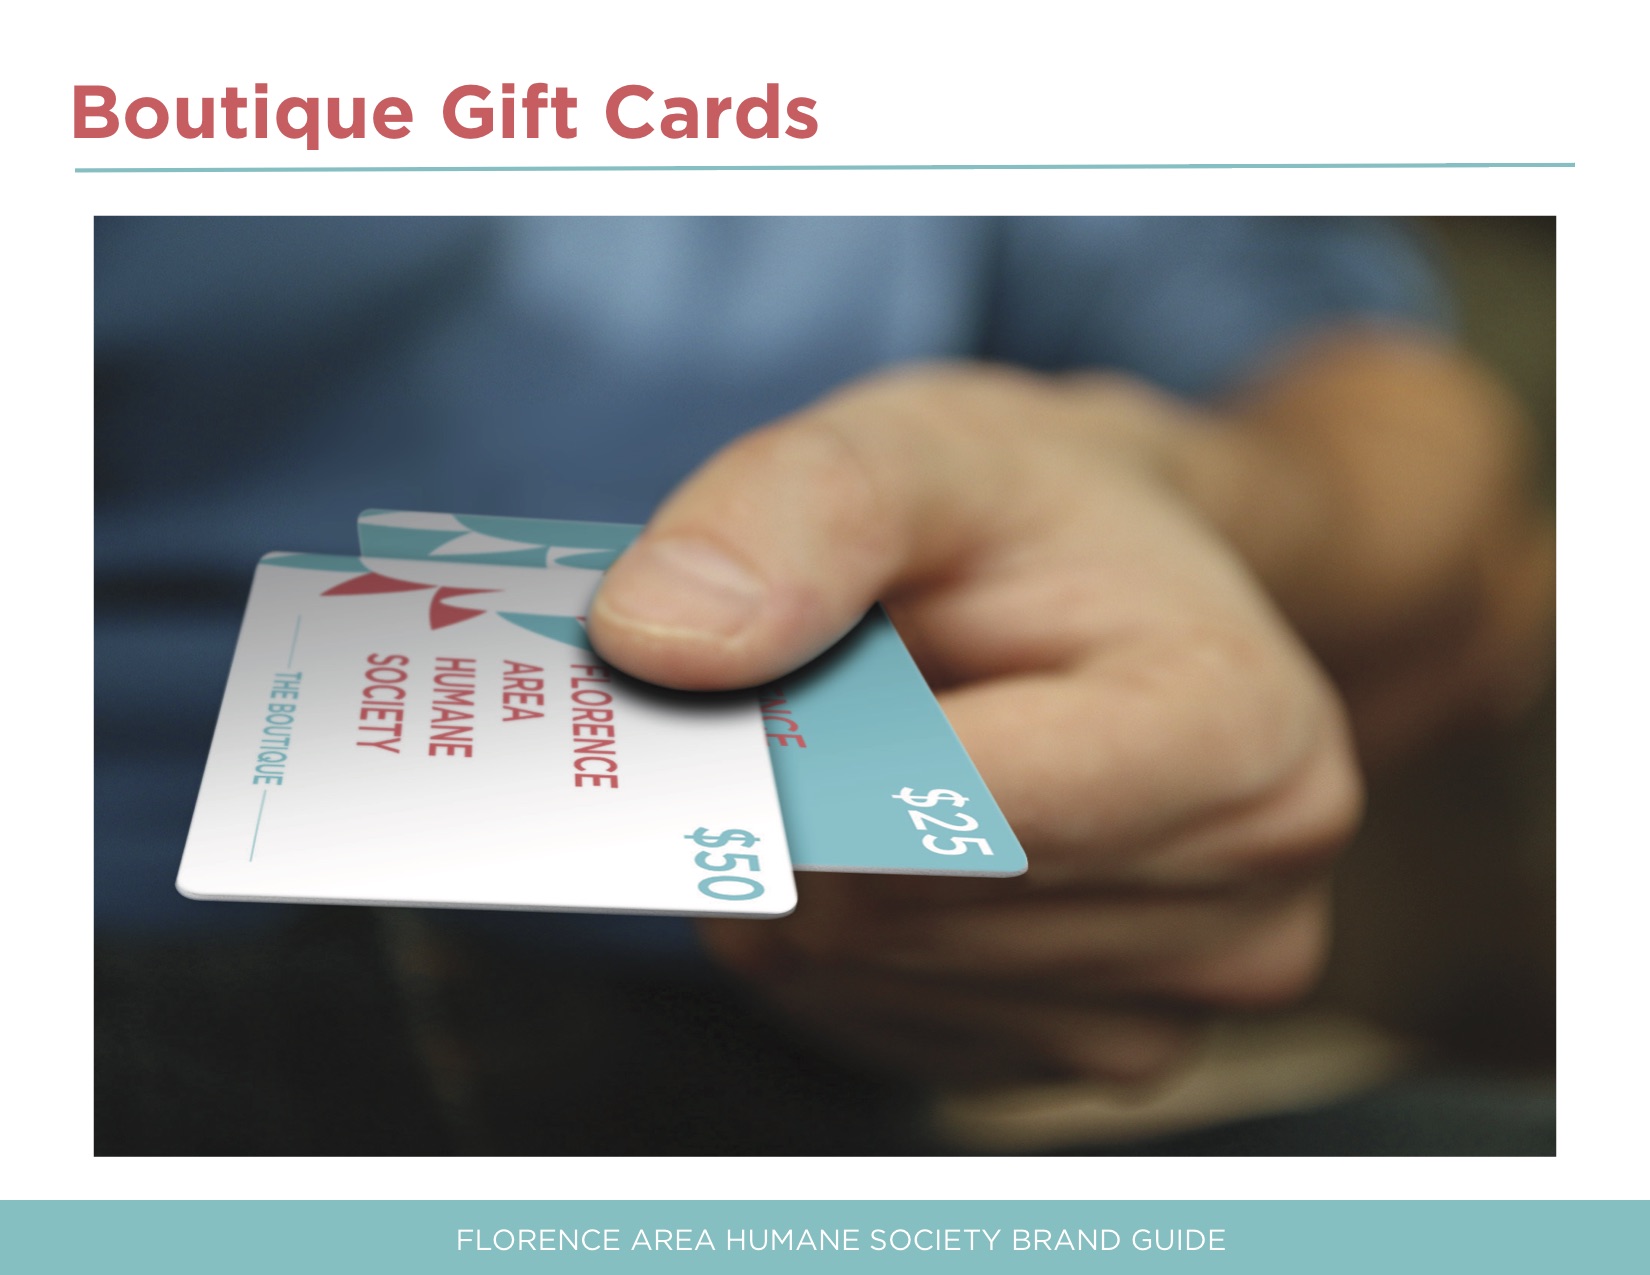 Boutique Gift Cards
FLORENCE
AREA
HUMANE
SOCIETY
THE BOUTIQUE
$50
$25
FLORENCE AREA HUMANE SOCIETY BRAND GUIDE